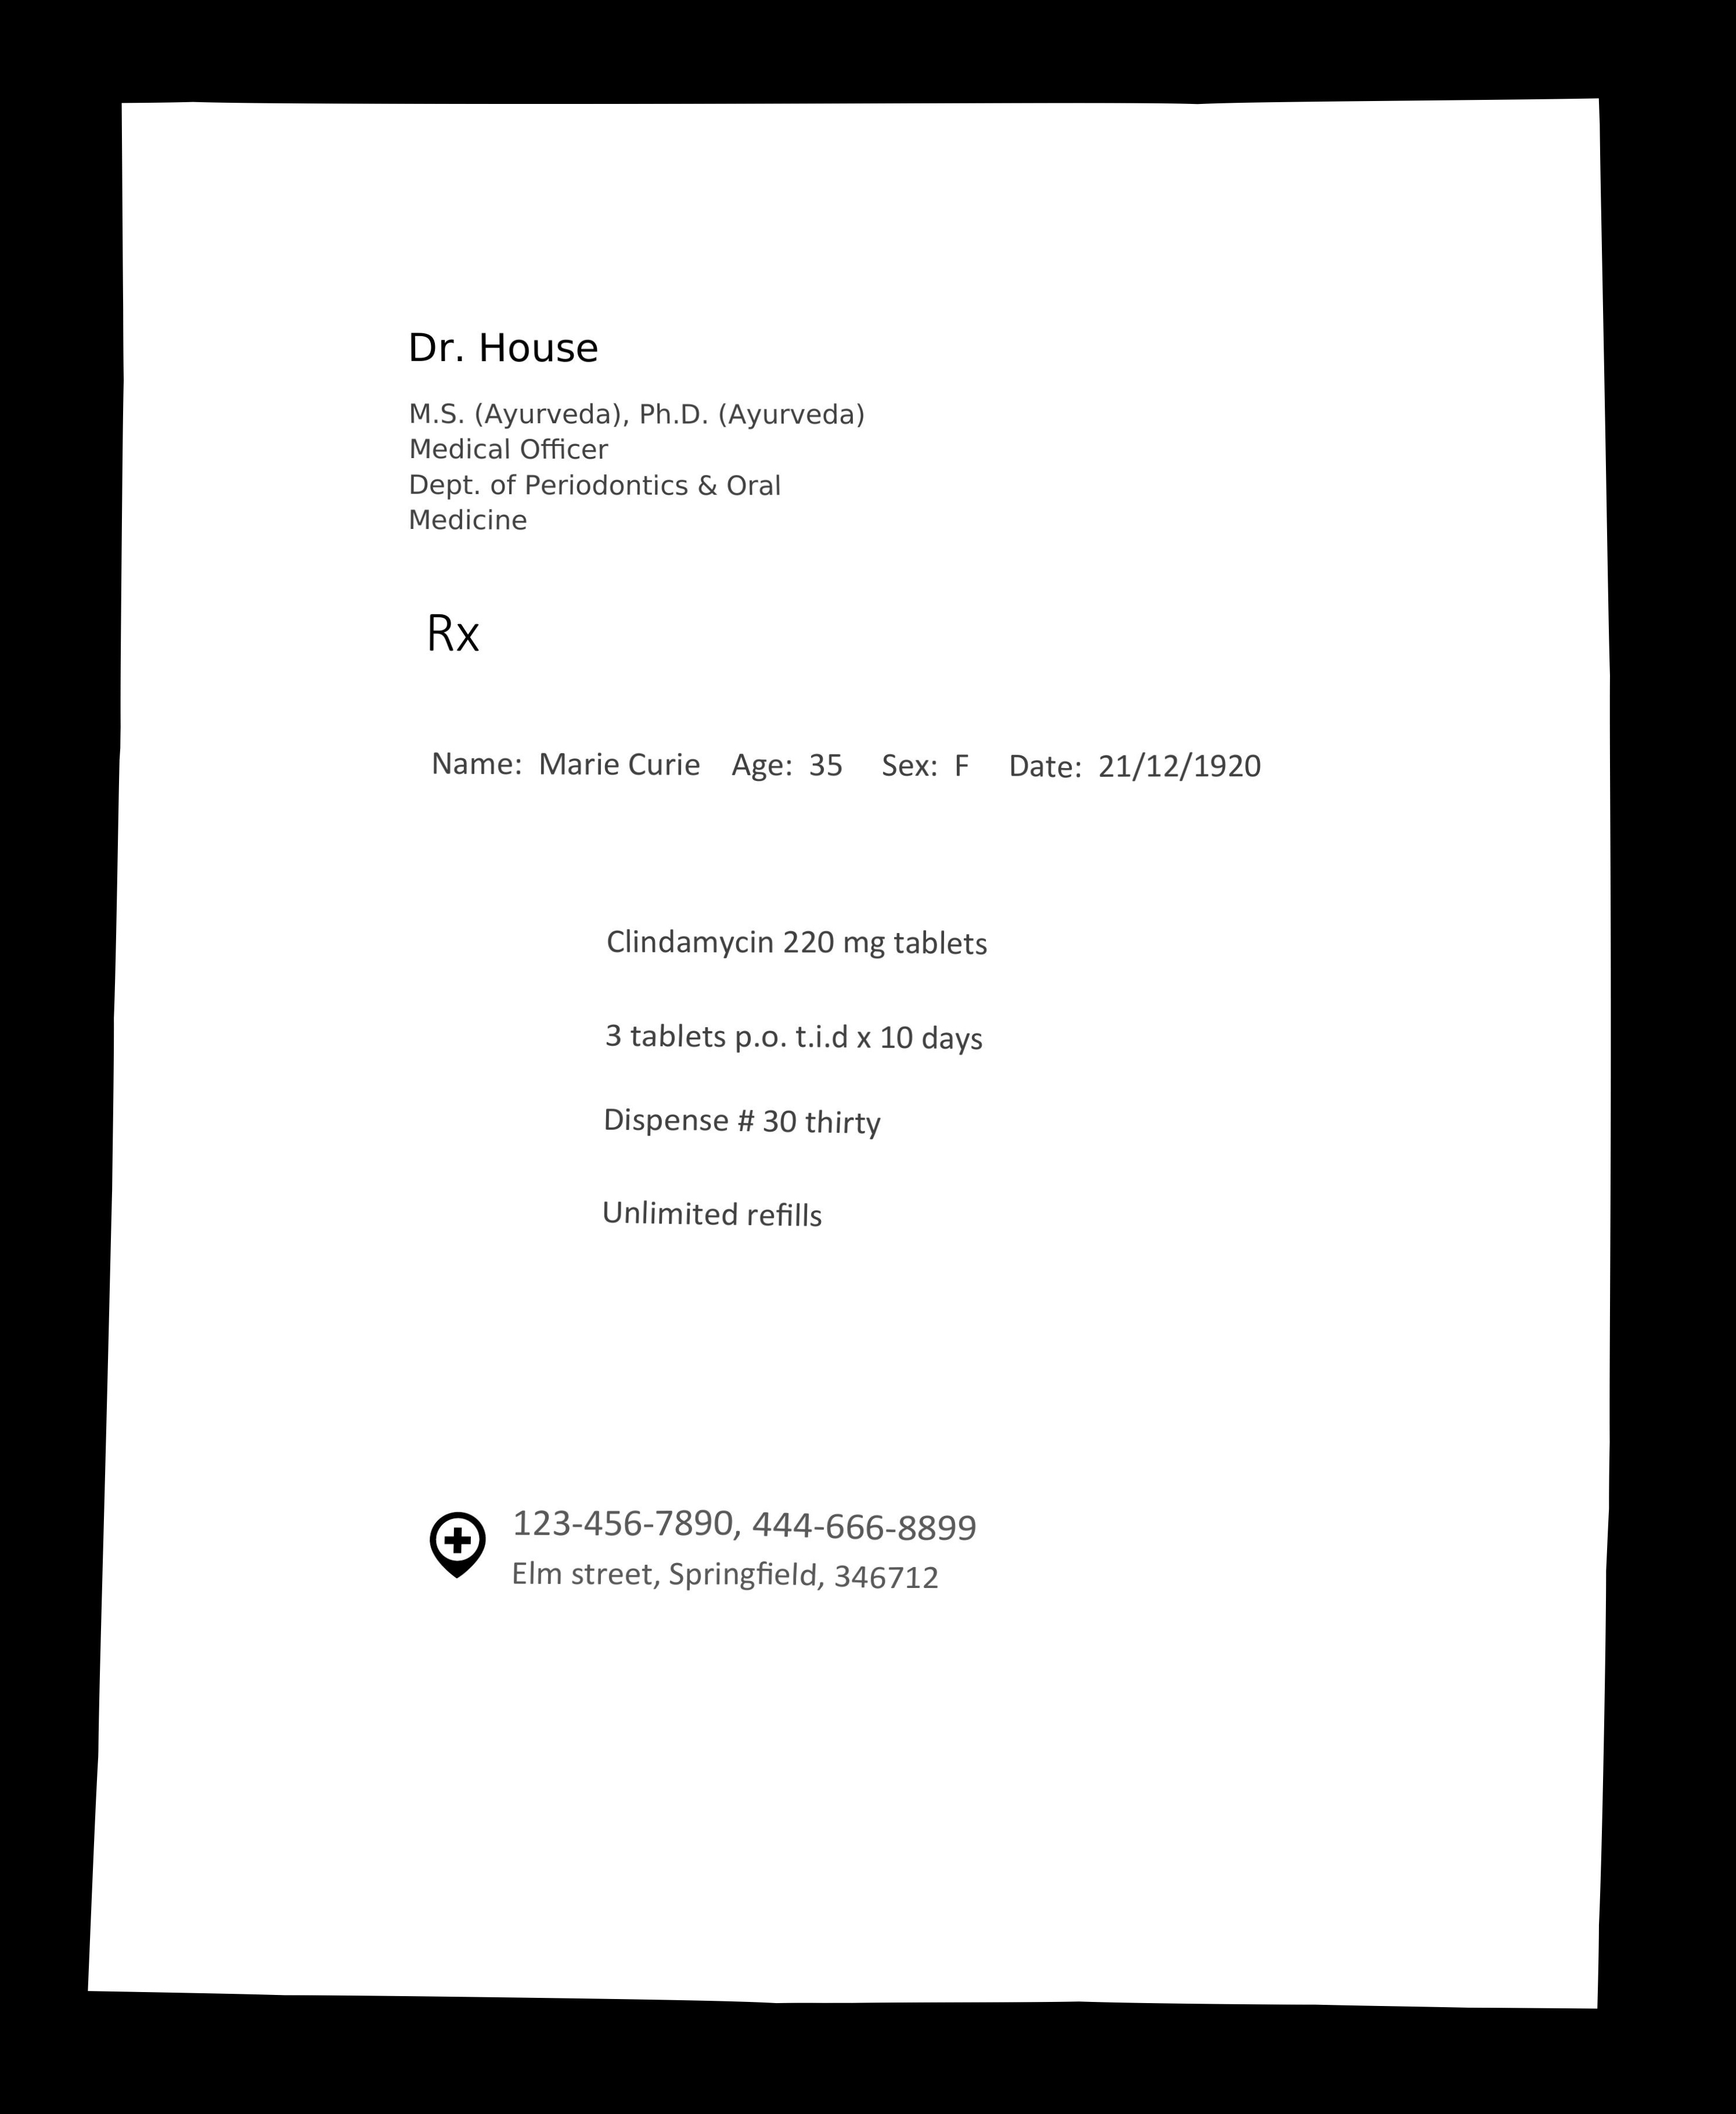 Dr. House
M.S. (Ayurveda), Ph.D. (Ayurveda)
Medical Officer
Dept. of Periodontics & Oral
Medicine
Rx
Name: Marie Curie Age: 35 Sex: F Date: 21/12/1920
Clindamycin 220 mg tablets
3 tablets p.o. t.i.d x 10 days
Dispense # 30 thirty
Unlimited refills
123-456-7890, 444-666-8899
Elm street, Springfield, 346712